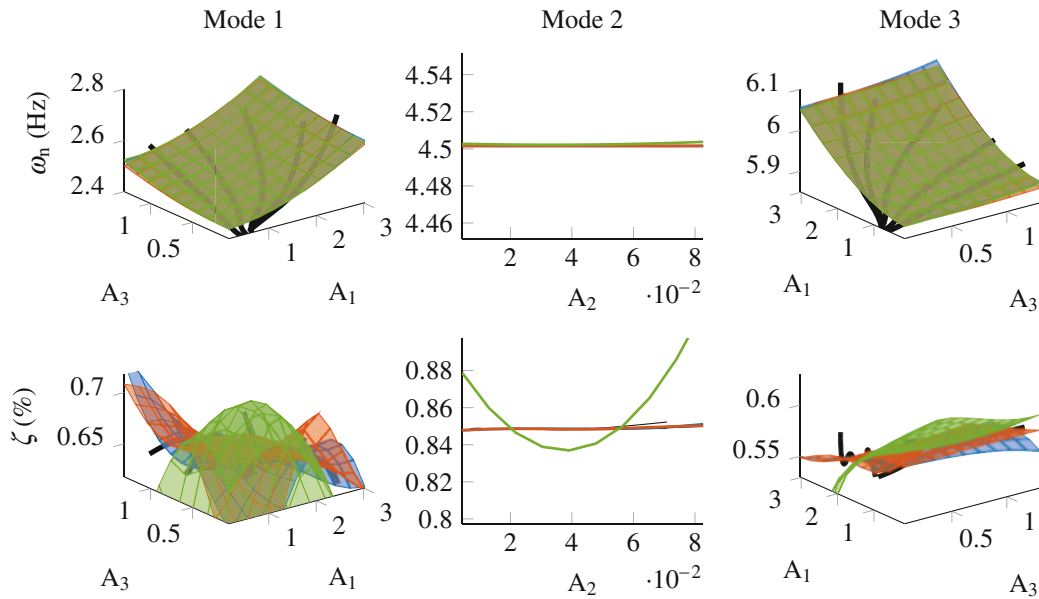 Mode 1 Mode 2 Mode 3
ωn (Hz)
2.8
2.6
2.4
1
0.5
1
2
3
A3
A1
4.54
4.52
4.5
4.48
4.46
2 4 6 8
A2
·10−2
6.1
6
5.9
3
2
1
0.5
1
A1
A3
ζ (%)
0.7
0.65
1
0.5
1
2
3
A3
A1
0.88
0.86
0.84
0.82
0.8
2 4 6 8
A2
·10−2
0.6
0.55
3
2
1
0.5
1
A1
A3